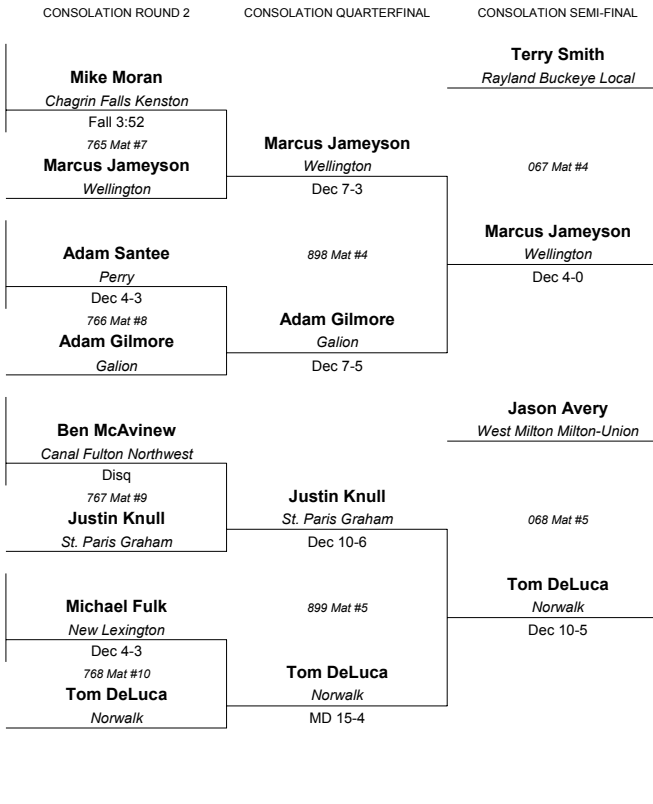 CONSOLATION ROUND 2
CONSOLATION QUARTERFINAL
CONSOLATION SEMI-FINAL
Mike Moran
Chagrin Falls Kenston
Fall 3:52
765 Mat #7
Marcus Jameyson
Wellington
Adam Santee
Perry
Dec 4-3
766 Mat #8
Adam Gilmore
Galion
Ben McAvinew
Canal Fulton Northwest
Disq
767 Mat #9
Justin Knull
St. Paris Graham
Michael Fulk
New Lexington
Dec 4-3
768 Mat #10
Tom DeLuca
Norwalk
Marcus Jameyson
Wellington
Dec 7-3
898 Mat #4
Adam Gilmore
Galion
Dec 7-5
Justin Knull
St. Paris Graham
Dec 10-6
899 Mat #5
Tom DeLuca
Norwalk
MD 15-4
Terry Smith
Rayland Buckeye Local
067 Mat #4
Marcus Jameyson
Wellington
Dec 4-0
Jason Avery
West Milton Milton-Union
068 Mat #5
Tom DeLuca
Norwalk
Dec 10-5